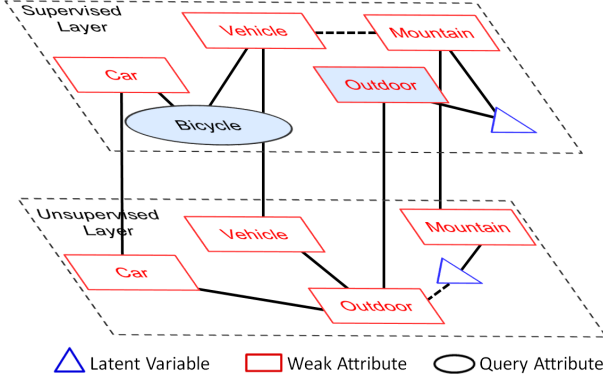 Supervised
Layer
Vehicle
Mountain
Car
Outdoor
Bicycle
Unsupervised
Layer
Vehicle
Mountain
Car
Outdoor
Latent Variable
Weak Attribute
Query Attribute